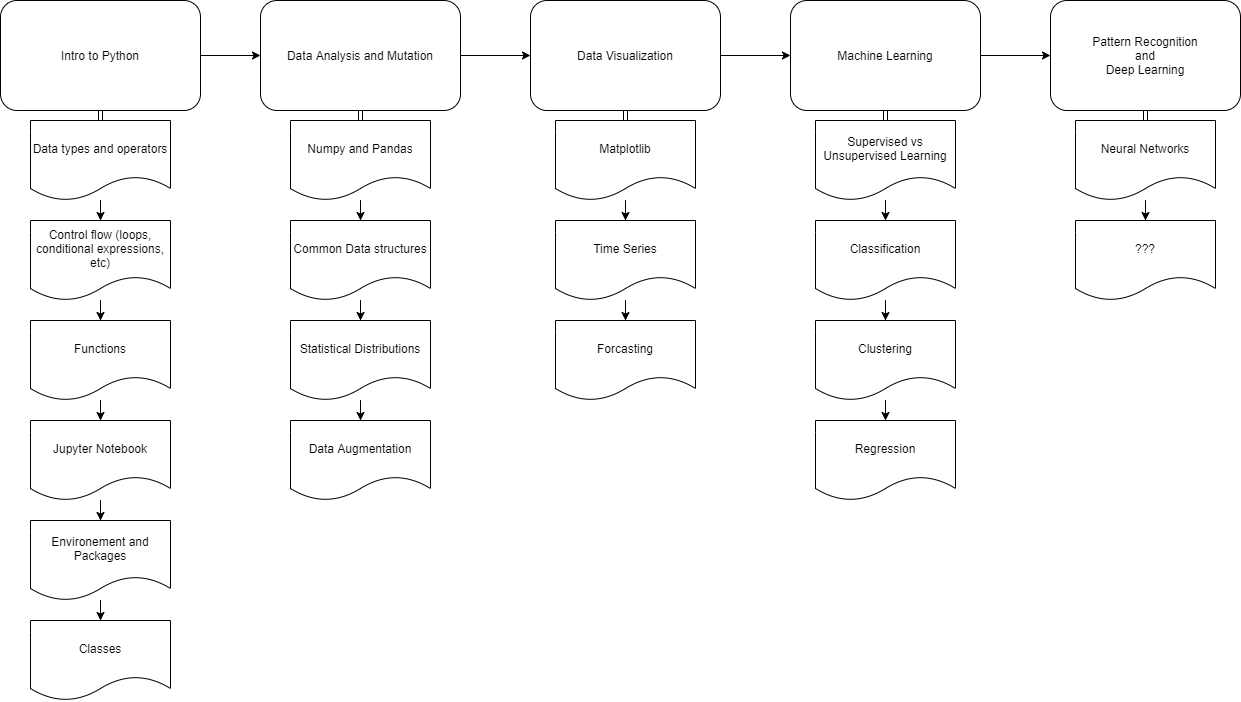 Intro to Python
Data Analysis and Mutation
Data Visualization
Machine Learning
Pattern Recognition
and
Deep Learning
Data types and operators
Control flow (loops,
conditional expressions,
etc)
Functions
Jupyter Notebook
Environement and
Packages
Classes
Numpy and Pandas
Common Data structures
Statistical Distributions
Data Augmentation
Matplotlib
Time Series
Forcasting
Supervised vs
Unsupervised Learning
Classification
Clustering
Regression
Neural Networks
???